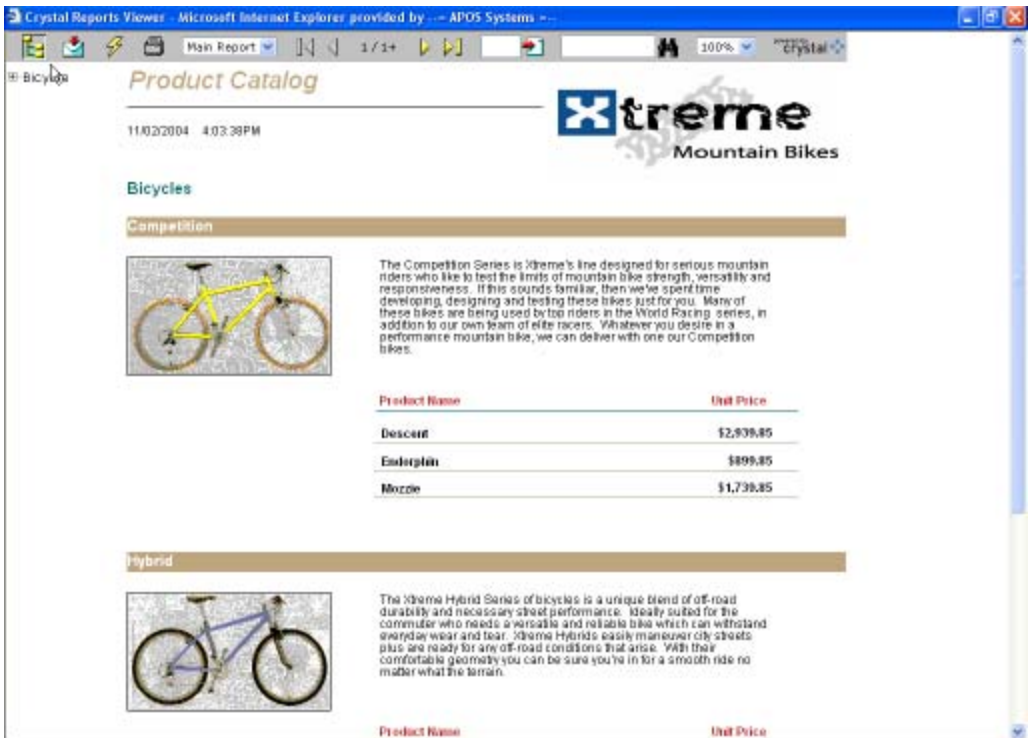 Crystal Reports Viewer - Microsoft Internet Explorer provided by --= APOS Systems =--
Main Report 1 / 1+ 100% crystal
Bicycle
Product Catalog
Xtreme
Mountain Bikes
11/02/2004 4:03:38PM
Bicycles
Competition
The Competition Series is Xtreme's line designed for serious mountain
riders who like to test the limits of mountain bike strength, versatility and
responsiveness. If this sounds familiar, then we've spent time
developing, designing and testing these bikes just for you. Many of
these bikes are being used by top riders in the World Racing series, in
addition to our own team of elite racers. Whatever you desire in a
performance mountain bike, we can deliver with one our Competition
bikes.
Product Name Unit Price
Descent $2,939.85
Endorphin $899.85
Mozzie $1,739.85
Hybrid
The Xtreme Hybrid Series of bicycles is a unique blend of off-road
durability and necessary street performance. Ideally suited for the
commuter who needs a versatile and reliable bike which can withstand
everyday wear and tear. Xtreme Hybrids easily maneuver city streets
plus are ready for any off-road conditions that arise. With their
comfortable geometry you can be sure you're in for a smooth ride no
matter what the terrain.
Product Name Unit Price